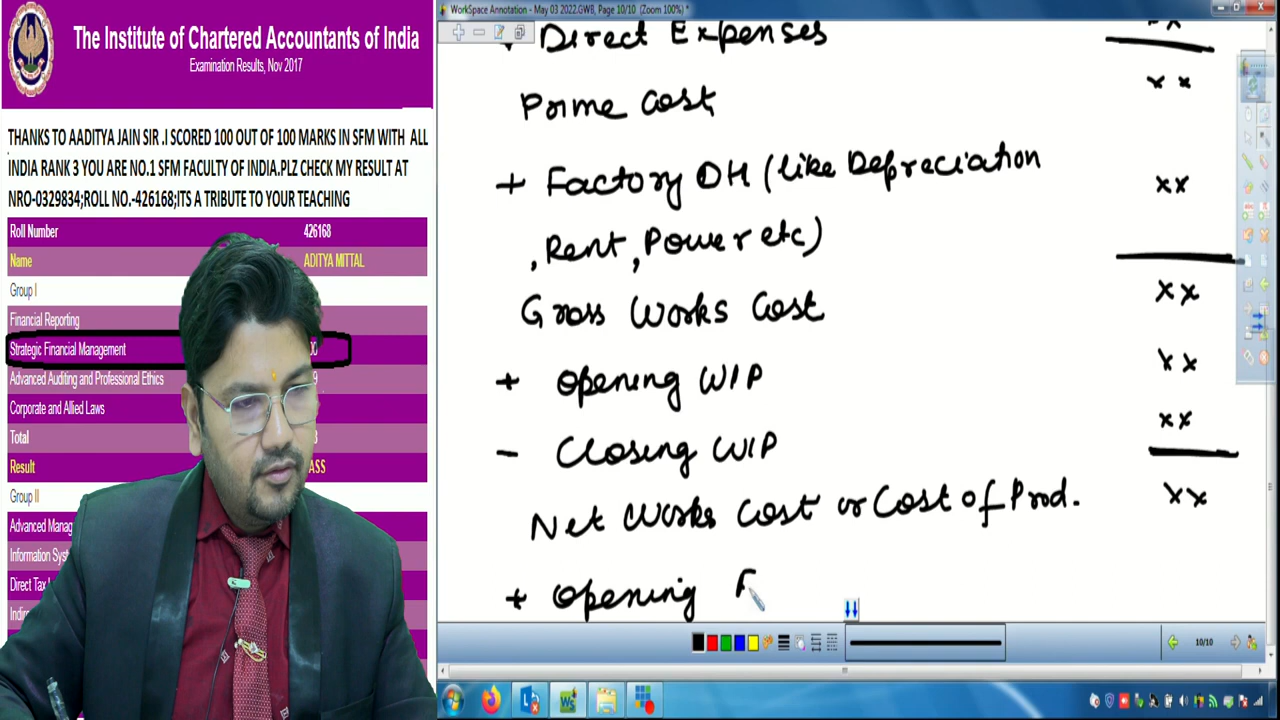 The Institute of Chartered Accountants of India
Examination Results, Nov 2017
THANKS TO AADITYA JAIN SIR .I SCORED 100 OUT OF 100 MARKS IN SFM WITH ALL
INDIA RANK 3 YOU ARE NO.1 SFM FACULTY OF INDIA.PLZ CHECK MY RESULT AT
NRO-0329834;ROLL NO.-426168;ITS A TRIBUTE TO YOUR TEACHING
Roll Number 426168
Name ADITYA MITTAL
Group I
Financial Reporting
Strategic Financial Management
Advanced Auditing and Professional Ethics
Corporate and Allied Laws
Total
Result
Group II
Advanced
Information
Direct Tax
WorkSpace Annotation - May 03 2022.GWB, Page 10/10 (Zoom 100%) *
Direct Expenses xx
Prime Cost xx
+ Factory OH (like Depreciation xx
, Rent, Power etc)
Gross Works Cost xx
+ Opening WIP xx
- Closing WIP xx
Net Works Cost or Cost of Prod. xx
+ Opening
10/10